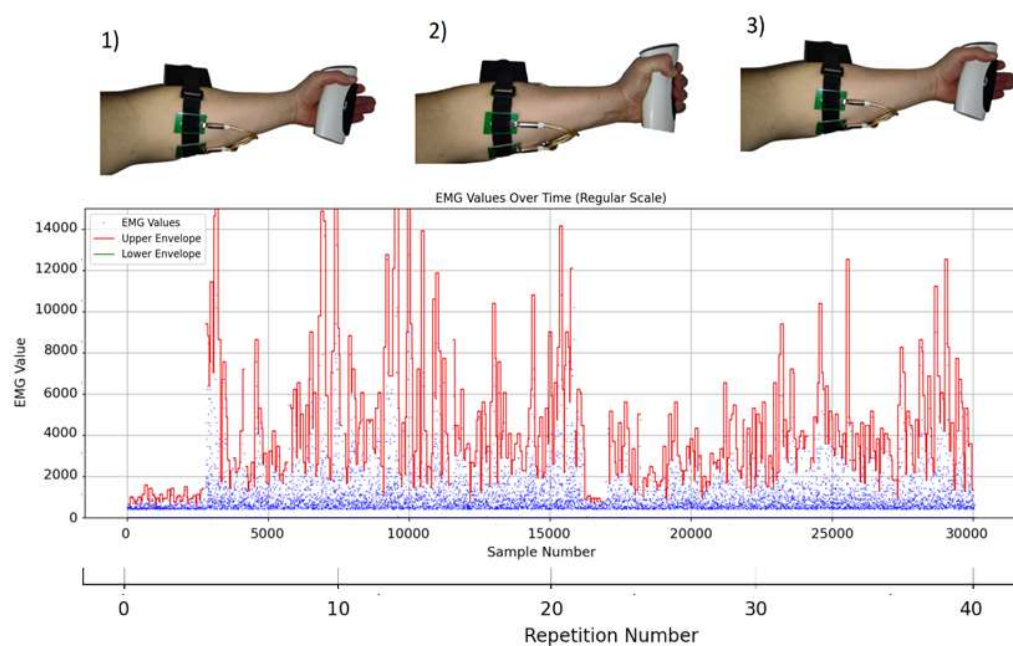 1)
2)
3)
EMG Values Over Time (Regular Scale)
EMG Values
Upper Envelope
Lower Envelope
14000
12000
10000
8000
6000
4000
2000
0
EMG Value
0 5000 10000 15000 20000 25000 30000
Sample Number
0 10 20 30 40
Repetition Number